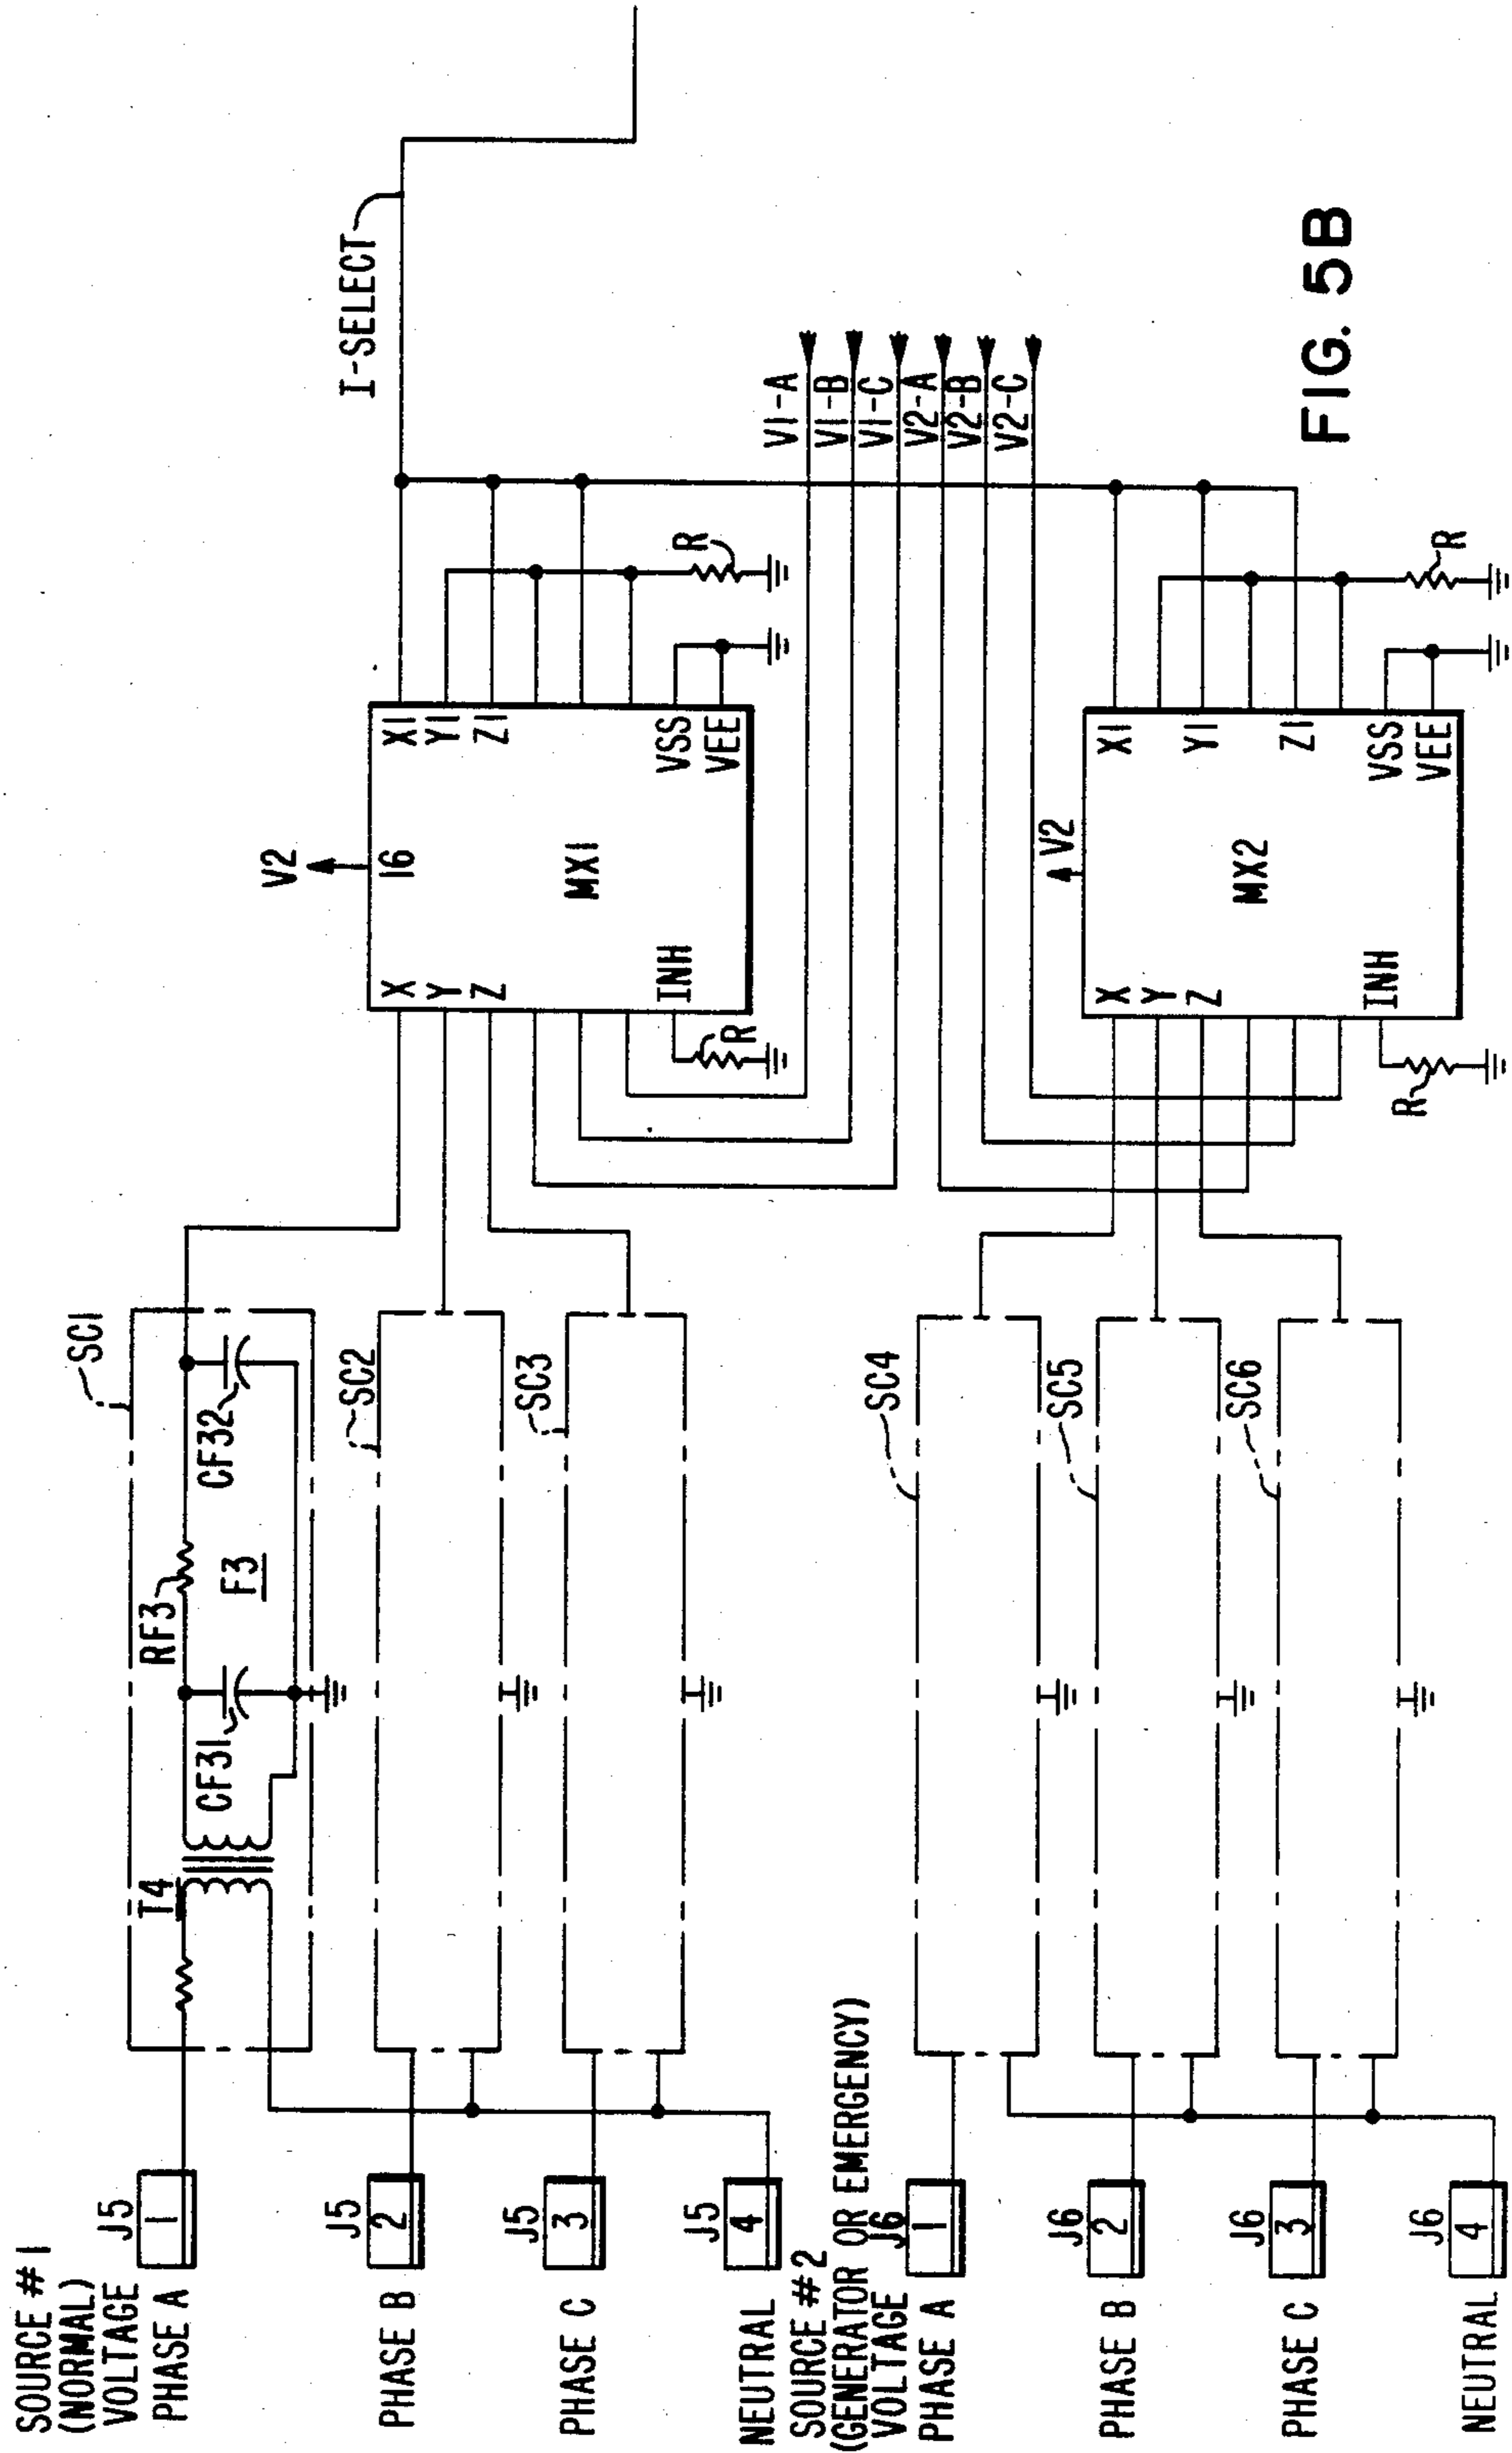 SOURCE #1
(NORMAL)
VOLTAGE
PHASE A
J5
1
PHASE B
J5
2
PHASE C
J5
3
NEUTRAL
J5
4
SC1
T4
RF3
F3
CF31
CF32
SC2
SC3
SOURCE #2
(GENERATOR OR EMERGENCY)
VOLTAGE
PHASE A
J6
1
PHASE B
J6
2
PHASE C
J6
3
NEUTRAL
J6
4
SC4
SC5
SC6
V2
16
X
Y
Z
INH
R
MX1
X1
Y1
Z1
VSS
VEE
R
I-SELECT
V1-A
V1-B
V1-C
V2-A
V2-B
V2-C
V2
X
Y
Z
INH
R
MX2
X1
Y1
Z1
VSS
VEE
R
FIG. 5B